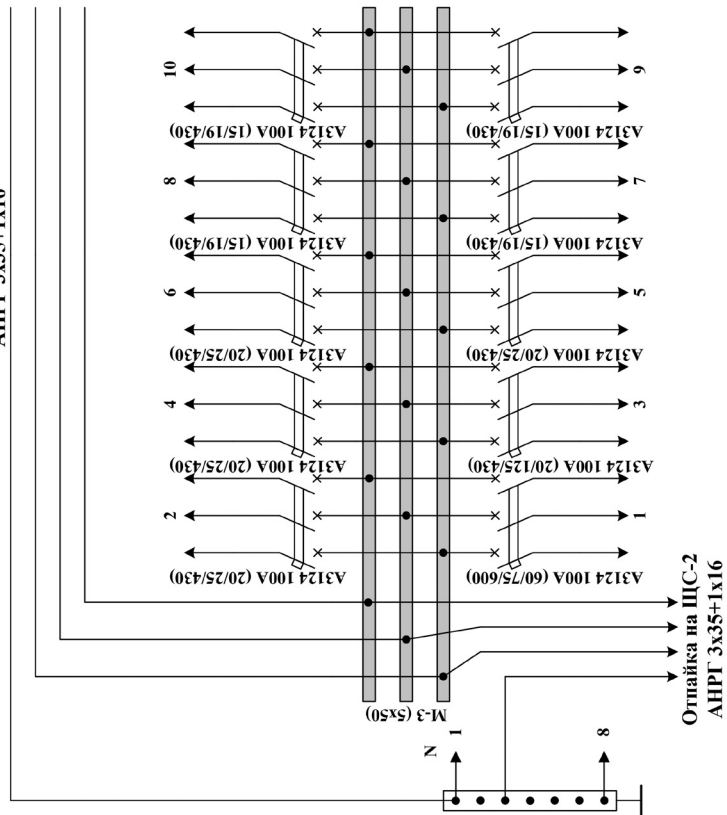 АНРГ 3х35+1х16
10
А3124 100А (15/19/430)
9
А3124 100А (15/19/430)
8
А3124 100А (15/19/430)
7
А3124 100А (15/19/430)
6
А3124 100А (20/25/430)
5
А3124 100А (20/25/430)
4
А3124 100А (20/25/430)
3
А3124 100А (20/125/430)
2
А3124 100А (20/25/430)
1
А3124 100А (60/75/600)
М-3 (5х50)
Отпайка на ЩС-2
АНРГ 3х35+1х16
N
1
8